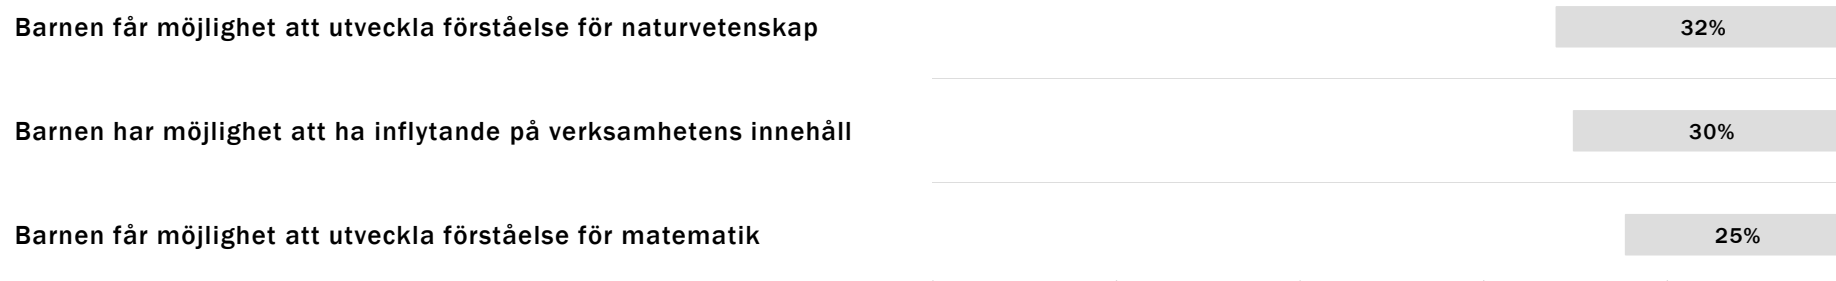 Barnen får möjlighet att utveckla förståelse för naturvetenskap 32%
Barnen har möjlighet att ha inflytande på verksamhetens innehåll 30%
Barnen får möjlighet att utveckla förståelse för matematik 25%